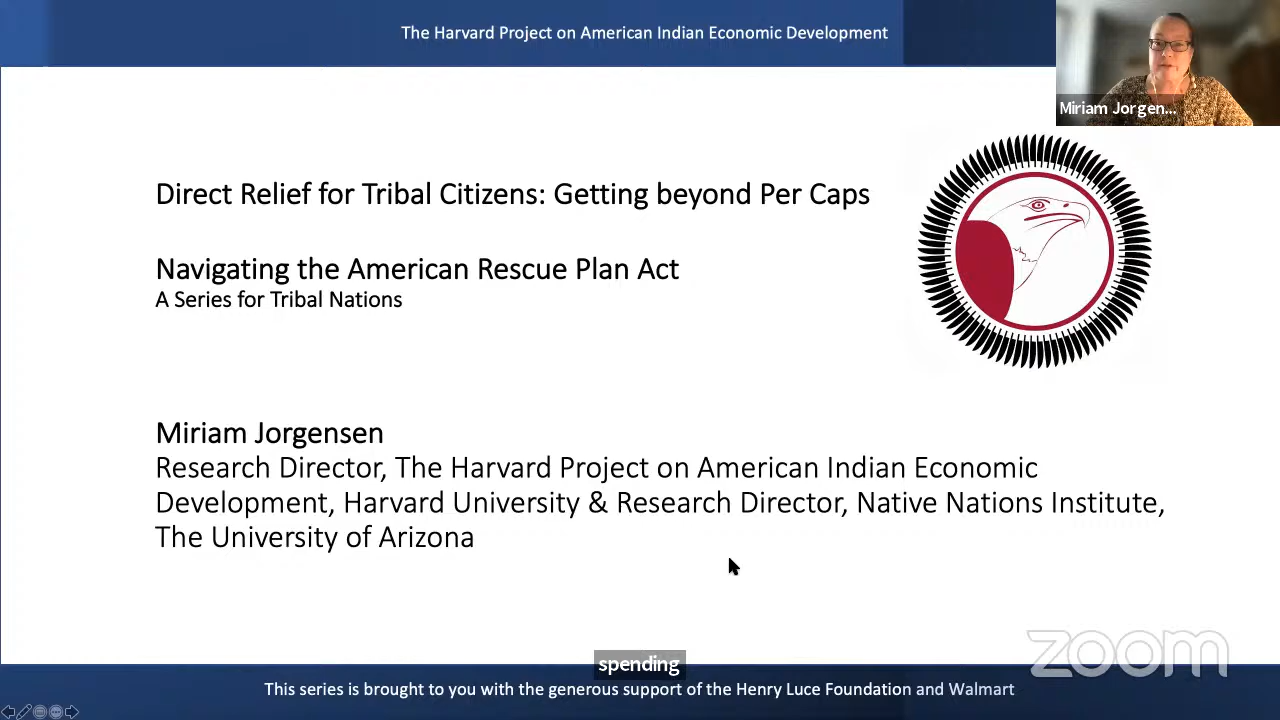 The Harvard Project on American Indian Economic Development
Miriam Jorgen...
Direct Relief for Tribal Citizens: Getting beyond Per Caps
Navigating the American Rescue Plan Act
A Series for Tribal Nations
Miriam Jorgensen
Research Director, The Harvard Project on American Indian Economic
Development, Harvard University & Research Director, Native Nations Institute,
The University of Arizona
zoom
spending
This series is brought to you with the generous support of the Henry Luce Foundation and Walmart